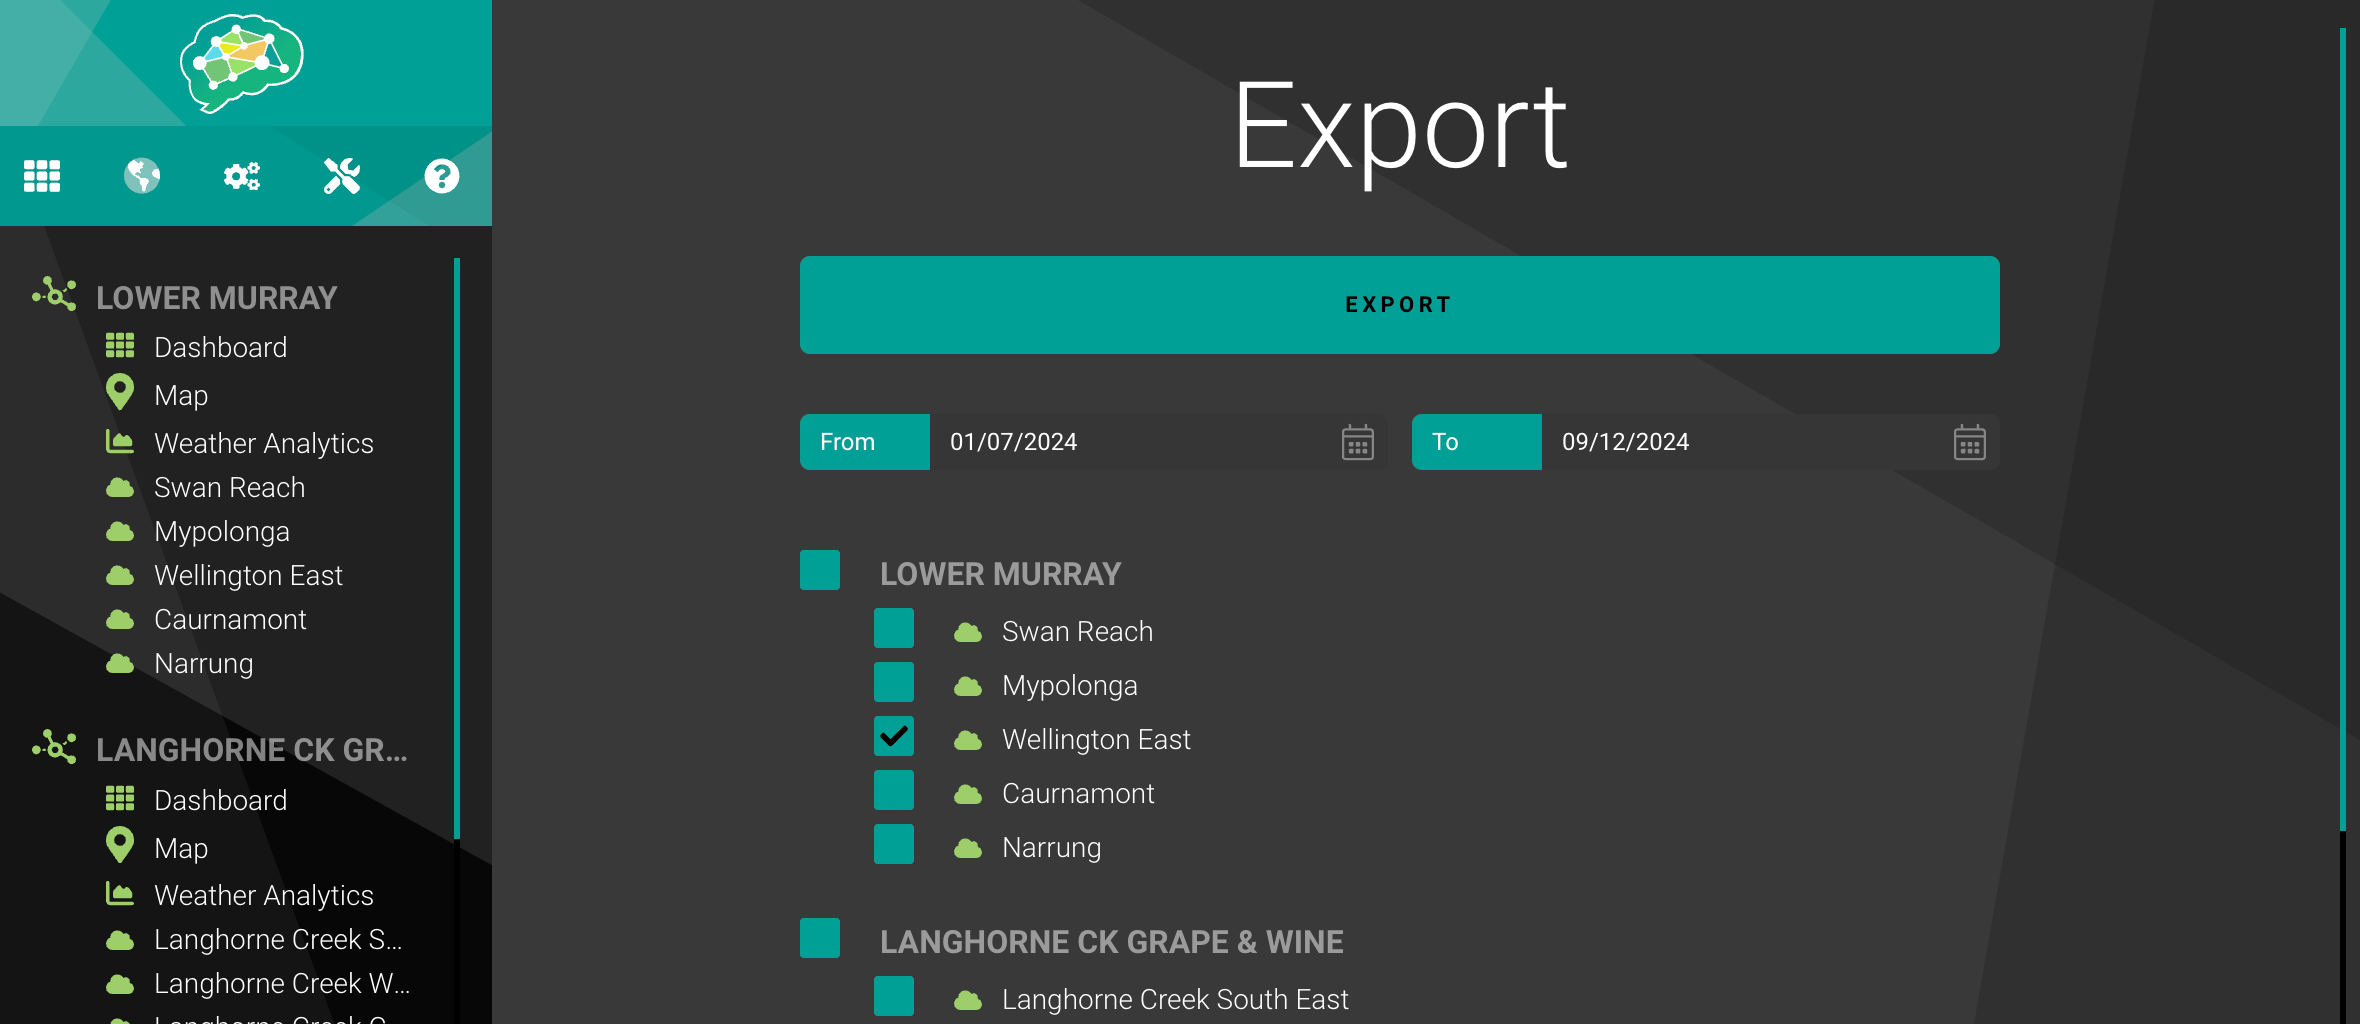 LOWER MURRAY
Dashboard
Map
Weather Analytics
Swan Reach
Mypolonga
Wellington East
Caurnamont
Narrung
LANGHORNE CK GR...
Dashboard
Map
Weather Analytics
Langhorne Creek S...
Langhorne Creek W...
Export
EXPORT
From 01/07/2024 To 09/12/2024
LOWER MURRAY
Swan Reach
Mypolonga
Wellington East
Caurnamont
Narrung
LANGHORNE CK GRAPE & WINE
Langhorne Creek South East